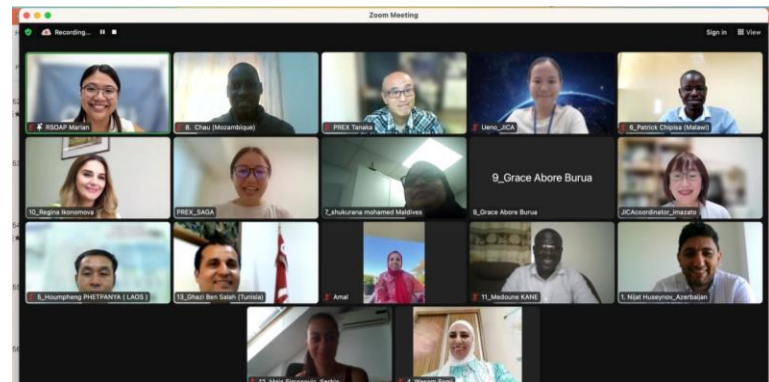 Zoom Meeting
Recording...
Sign in
View
RSOAP Marian
8. Chau (Mozambique)
PREX Tanaka
Ueno_JICA
6_Patrick Chipisa (Malawi)
10_Regina Ikonomova
PREX_SAGA
7_shukurana mohamed Maldives
9_Grace Abore Burua
9_Grace Abore Burua
JICAcoordinator_imazato
5_Houmpheng PHETPANYA ( LAOS )
13_Ghazi Ben Salah (Tunisia)
Amal
11_Medoune KANE
1. Nijat Huseynov_Azerbaijan